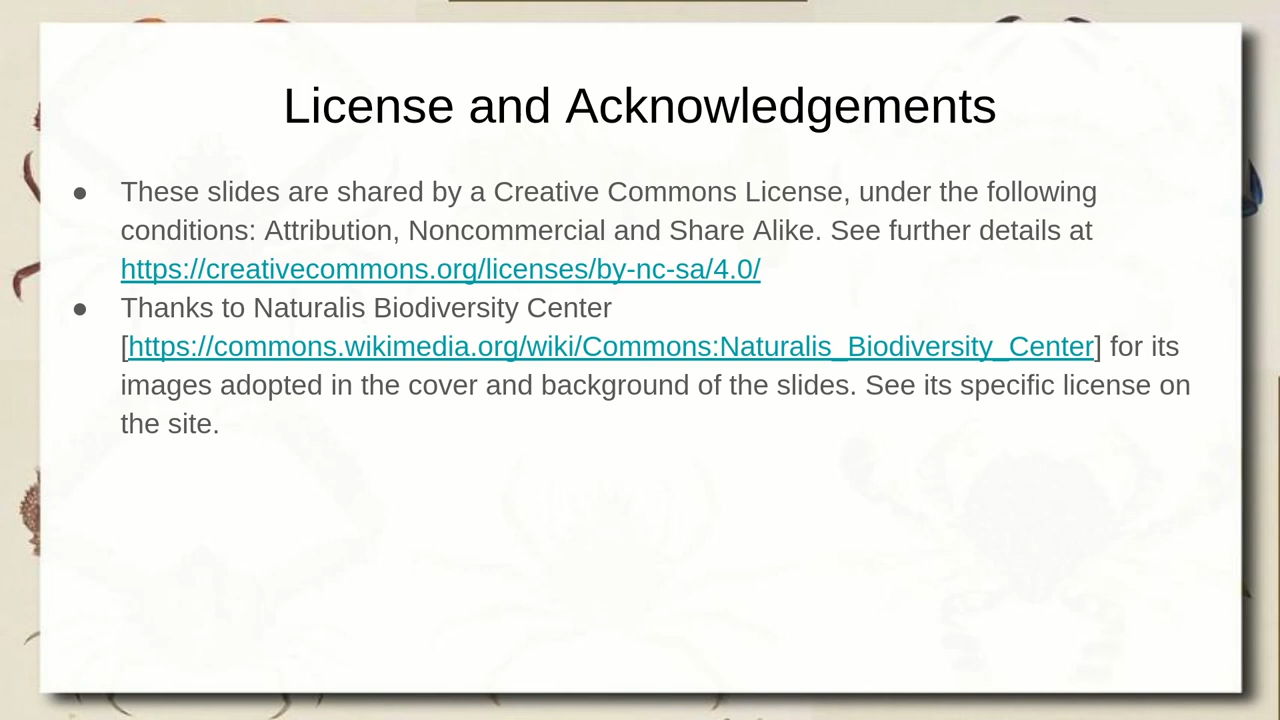 License and Acknowledgements
● These slides are shared by a Creative Commons License, under the following
conditions: Attribution, Noncommercial and Share Alike. See further details at
https://creativecommons.org/licenses/by-nc-sa/4.0/
● Thanks to Naturalis Biodiversity Center
[https://commons.wikimedia.org/wiki/Commons:Naturalis_Biodiversity_Center] for its
images adopted in the cover and background of the slides. See its specific license on
the site.